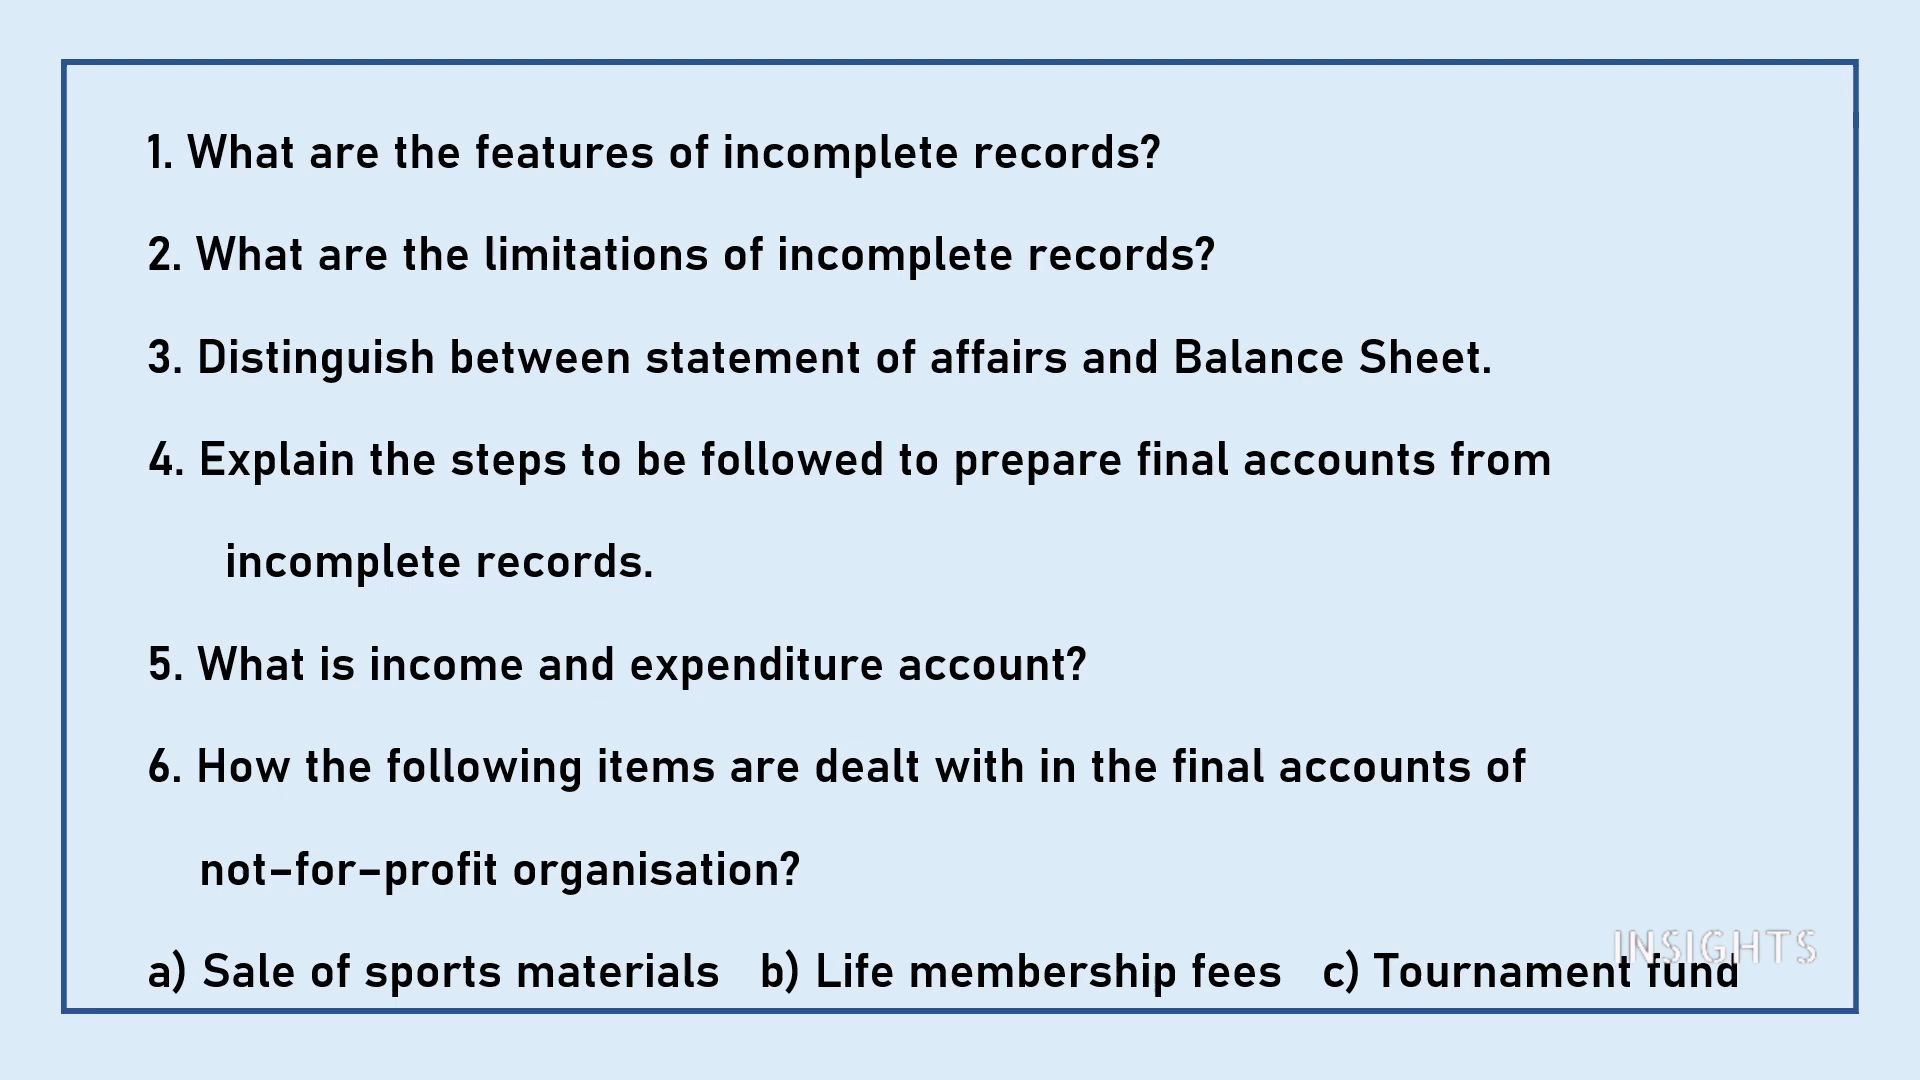 1. What are the features of incomplete records?
2. What are the limitations of incomplete records?
3. Distinguish between statement of affairs and Balance Sheet.
4. Explain the steps to be followed to prepare final accounts from
incomplete records.
5. What is income and expenditure account?
6. How the following items are dealt with in the final accounts of
not-for-profit organisation?
a) Sale of sports materials b) Life membership fees c) Tournament fund
INSIGHTS